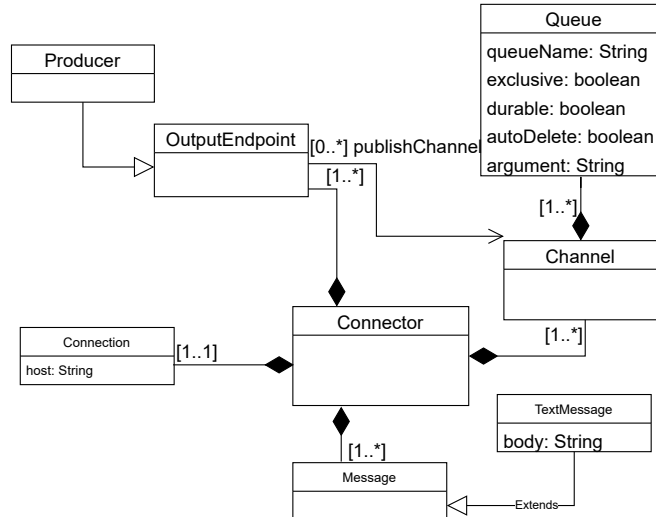 Queue
queueName: String
exclusive: boolean
durable: boolean
autoDelete: boolean
argument: String
Producer
OutputEndpoint
[0..*] publishChannel
[1..*]
[1..*]
Channel
[1..*]
Connector
Connection
host: String
[1..1]
[1..*]
Message
TextMessage
body: String
Extends